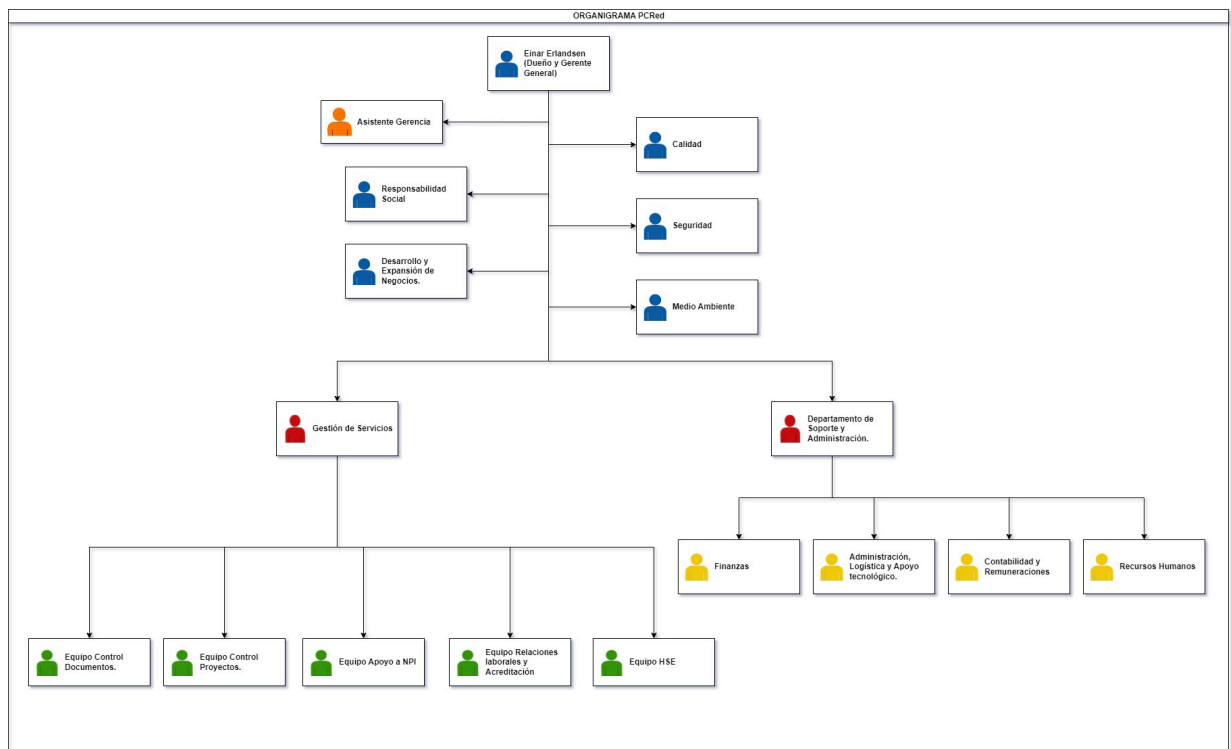 ORGANIGRAMA PCRed
Einar Erlandsen
(Dueño y Gerente
General)
Asistente Gerencia
Calidad
Responsabilidad
Social
Seguridad
Desarrollo y
Expansión de
Negocios.
Medio Ambiente
Gestión de Servicios
Departamento de
Soporte y
Administración.
Finanzas
Administración,
Logística y Apoyo
tecnológico.
Contabilidad y
Remuneraciones
Recursos Humanos
Equipo Control
Documentos.
Equipo Control
Proyectos.
Equipo Apoyo a NPI
Equipo Relaciones
laborales y
Acreditación
Equipo HSE